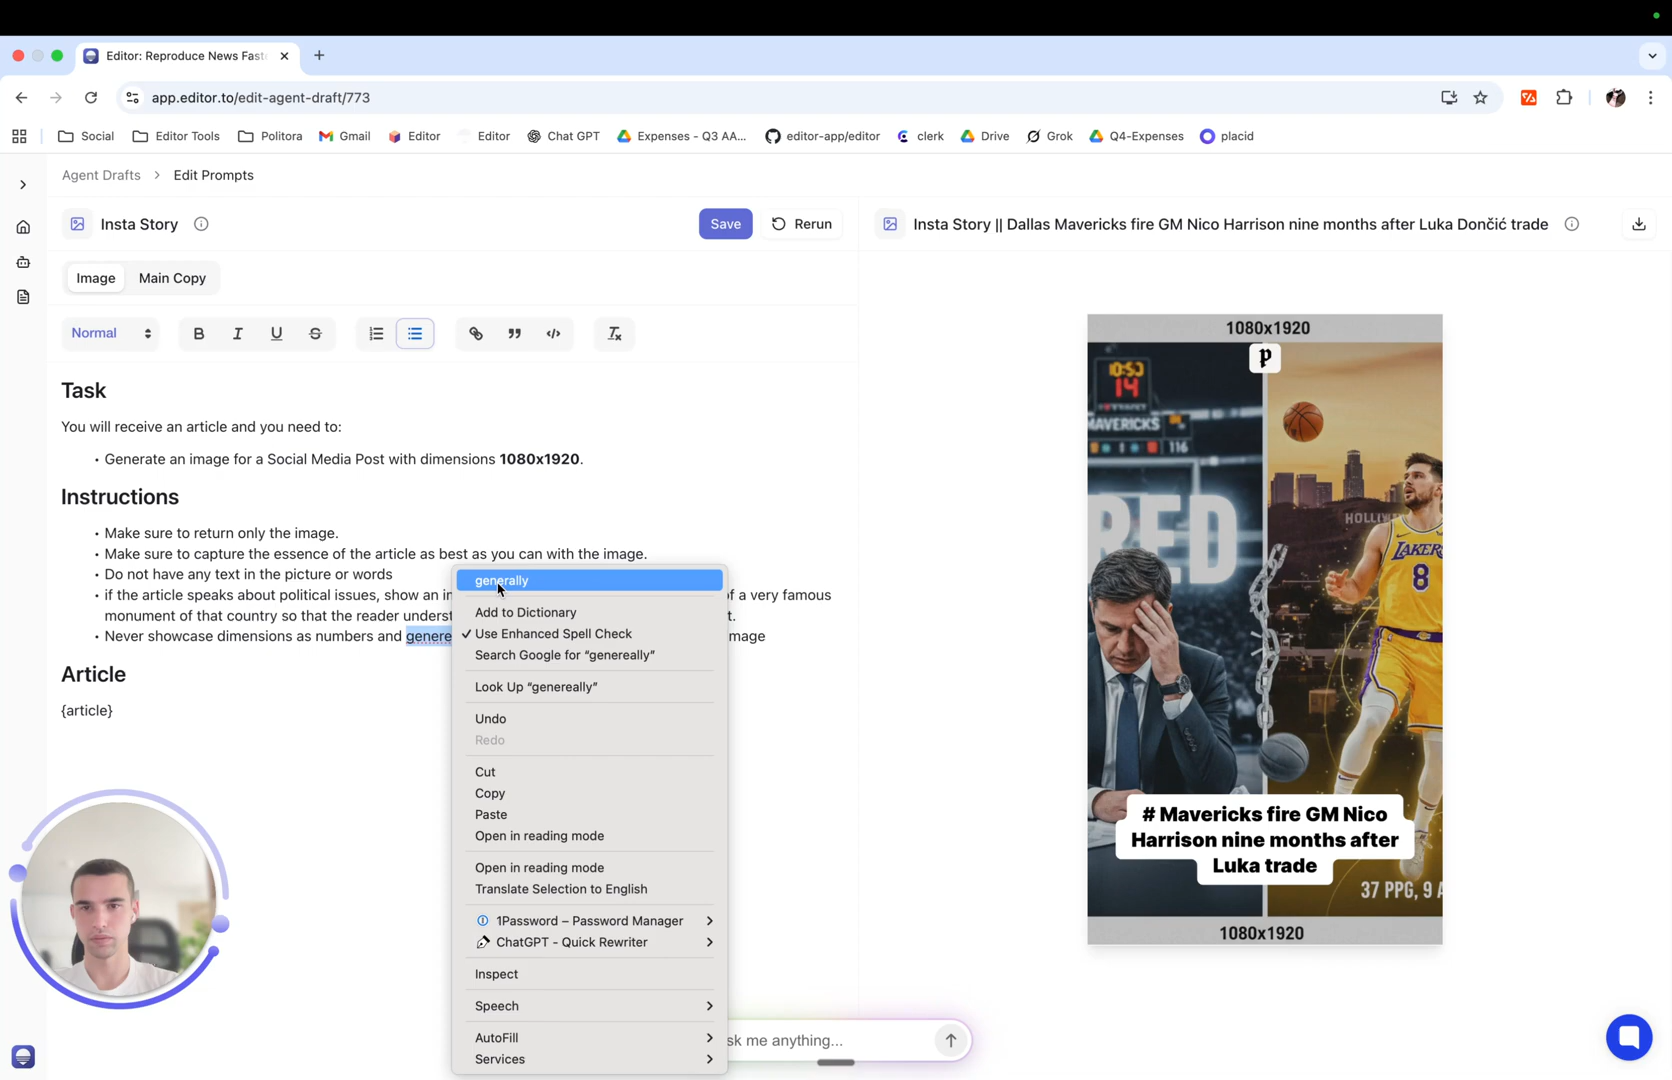 Editor: Reproduce News Fast
app.editor.to/edit-agent-draft/773
Social
Editor Tools
Politora
Gmail
Editor
Editor
Chat GPT
Expenses - Q3 AA...
editor-app/editor
clerk
Drive
Grok
Q4-Expenses
placid
Agent Drafts > Edit Prompts
Insta Story
Save
Rerun
Insta Story || Dallas Mavericks fire GM Nico Harrison nine months after Luka Dončić trade
Image
Main Copy
Normal
B I U S
Task
You will receive an article and you need to:
• Generate an image for a Social Media Post with dimensions 1080x1920.
Instructions
• Make sure to return only the image.
• Make sure to capture the essence of the article as best as you can with the image.
• Do not have any text in the picture or words
• if the article speaks about political issues, show an in of a very famous
monument of that country so that the reader underst t.
• Never showcase dimensions as numbers and genere mage
Article
{article}
generally
Add to Dictionary
✓ Use Enhanced Spell Check
Search Google for “genereally”
Look Up “genereally”
Undo
Redo
Cut
Copy
Paste
Open in reading mode
Open in reading mode
Translate Selection to English
1Password – Password Manager
ChatGPT - Quick Rewriter
Inspect
Speech
AutoFill
Services
sk me anything...
1080x1920
p
10:53
14
MAVERICKS
116
RED
HOLLYW
LAKERS
8
# Mavericks fire GM Nico
Harrison nine months after
Luka trade
37 PPG, 9 A
1080x1920